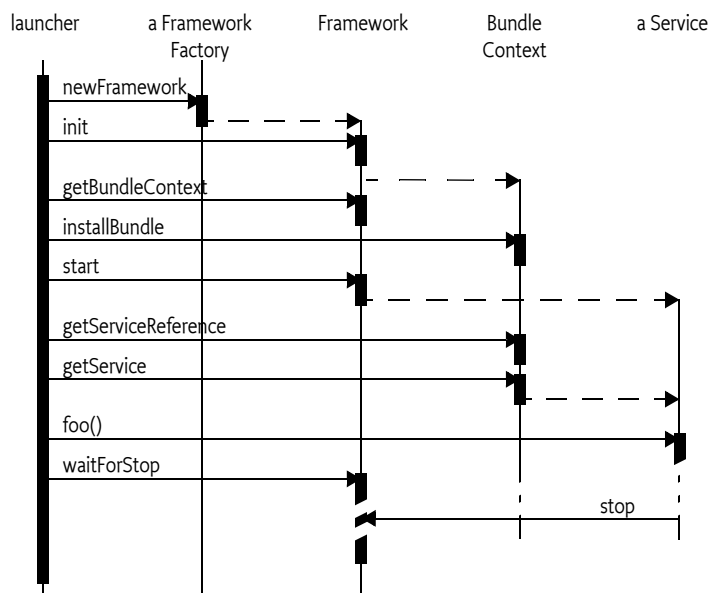 launcher
a Framework
Factory
Framework
Bundle
Context
a Service
newFramework
init
getBundleContext
installBundle
start
getServiceReference
getService
foo()
waitForStop
stop